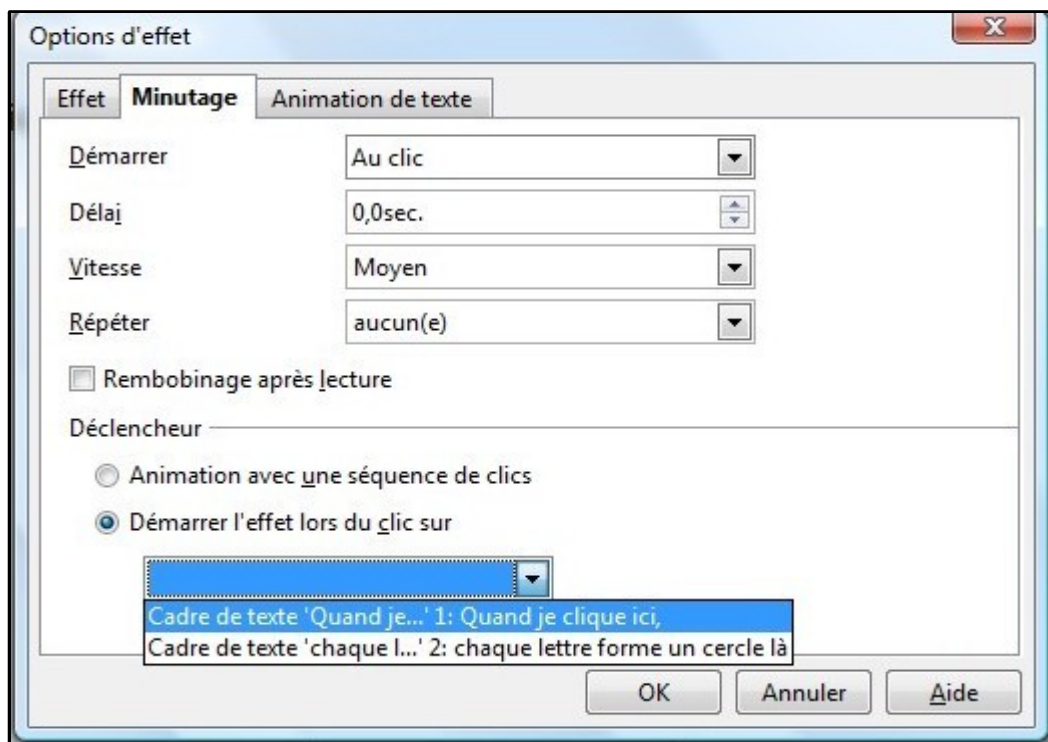 Options d'effet
Effet Minutage Animation de texte
Démarrer Au clic
Délai 0,0sec.
Vitesse Moyen
Répéter aucun(e)
Rembobinage après lecture
Déclencheur
Animation avec une séquence de clics
Démarrer l'effet lors du clic sur
Cadre de texte 'Quand je...' 1: Quand je clique ici,
Cadre de texte 'chaque l...' 2: chaque lettre forme un cercle là
OK Annuler Aide